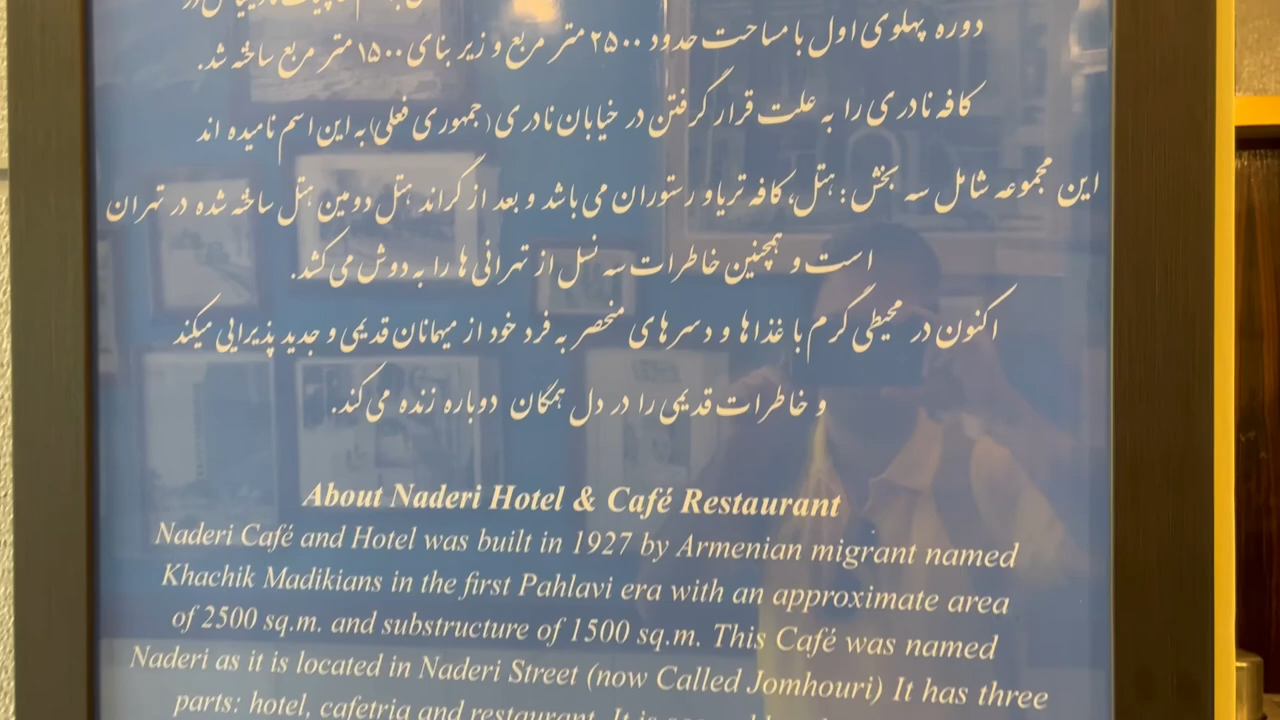 دوره پهلوی اول با مساحت حدود ۲۵۰۰ متر مربع و زیر بنای ۱۵۰۰ متر مربع ساخته شد.
کافه نادری را به علت قرار گرفتن در خیابان نادری (جمهوری فعلی) به این اسم نامیده اند
این مجموعه شامل سه بخش: هتل، کافه تریا و رستوران می باشد و بعد از گراند هتل دومین هتل ساخته شده در تهران
است و همچنین خاطرات سه نسل از تهرانی ها را به دوش می کشد.
اکنون در محیطی گرم با غذاها و دسرهای منحصر به فرد خود از میهمانان قدیمی و جدید پذیرایی میکند
و خاطرات قدیمی را در دل همگان دوباره زنده می کند.
About Naderi Hotel & Café Restaurant
Naderi Café and Hotel was built in 1927 by Armenian migrant named
Khachik Madikians in the first Pahlavi era with an approximate area
of 2500 sq.m. and substructure of 1500 sq.m. This Café was named
Naderi as it is located in Naderi Street (now Called Jomhouri) It has three
parts: hotel, cafetria and restaurant. It is